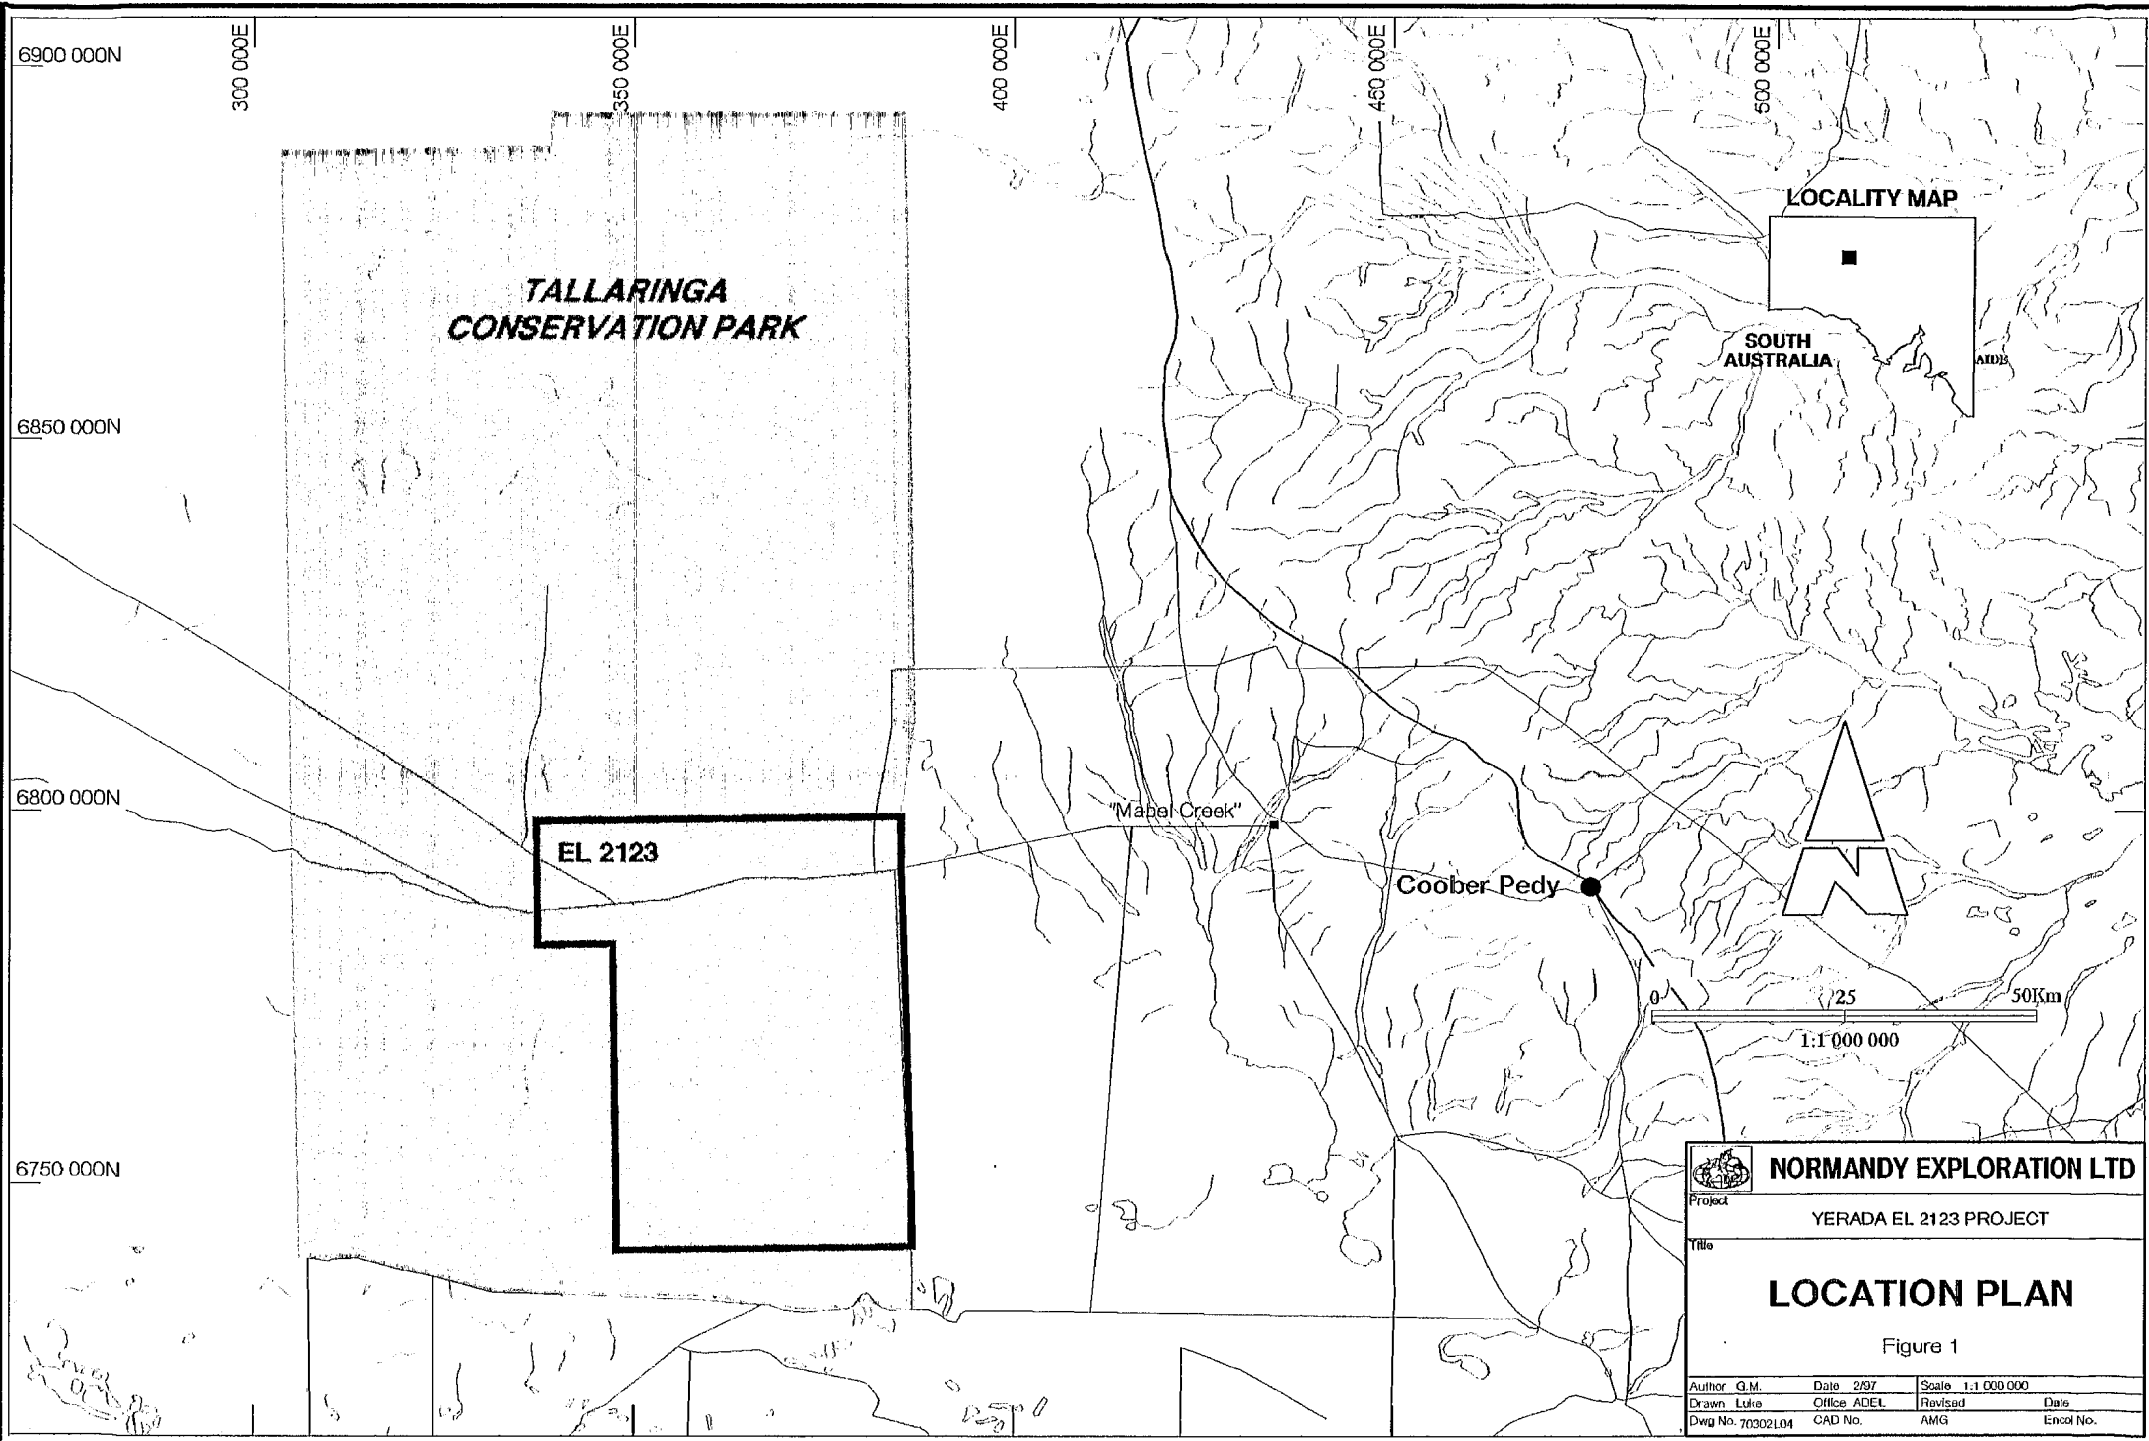 6900 000N
300 000E
350 000E
400 000E
450 000E
500 000E
LOCALITY MAP
TALLARINGA
CONSERVATION PARK
SOUTH
AUSTRALIA
6850 000N
6800 000N
"Mabel Creek"
EL 2123
Coober Pedy
N
0 25 50Km
1:1 000 000
6750 000N
NORMANDY EXPLORATION LTD
Project
YERADA EL 2123 PROJECT
Title
LOCATION PLAN
Figure 1
Author G.M. Date 2/97 Scale 1:1 000 000
Drawn Luke Office ADEL Revised Date
Dwg No. 70302L04 CAD No. AMG Encol No.